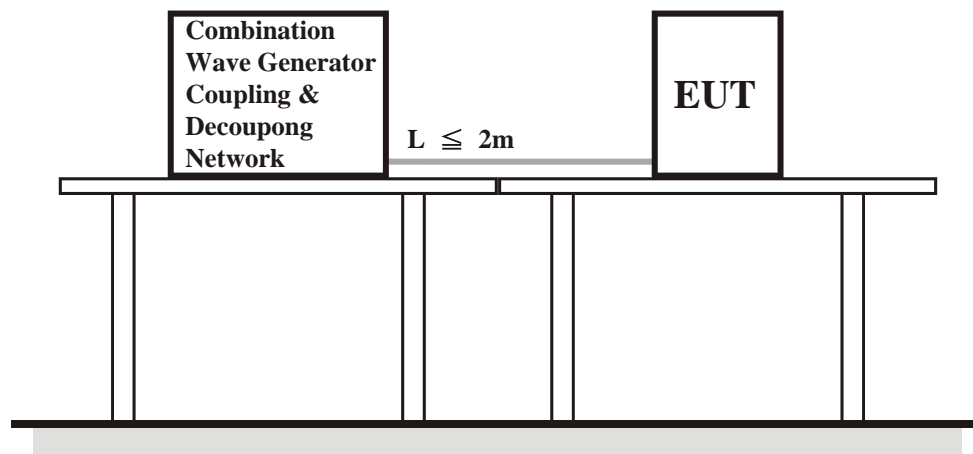 Combination
Wave Generator
Coupling &
Decoupong
Network
L ≦ 2m
EUT